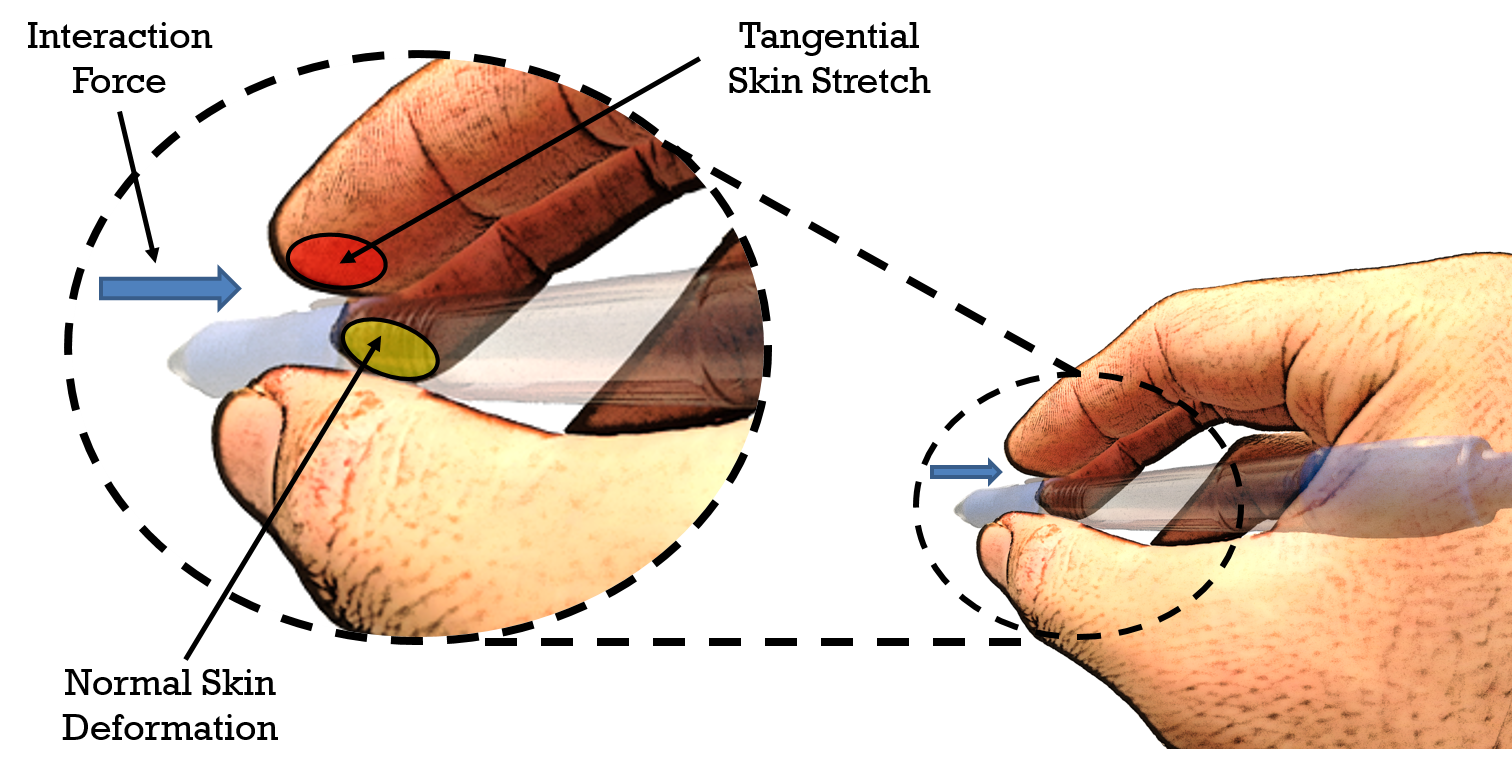 Interaction
Force
Tangential
Skin Stretch
Normal Skin
Deformation